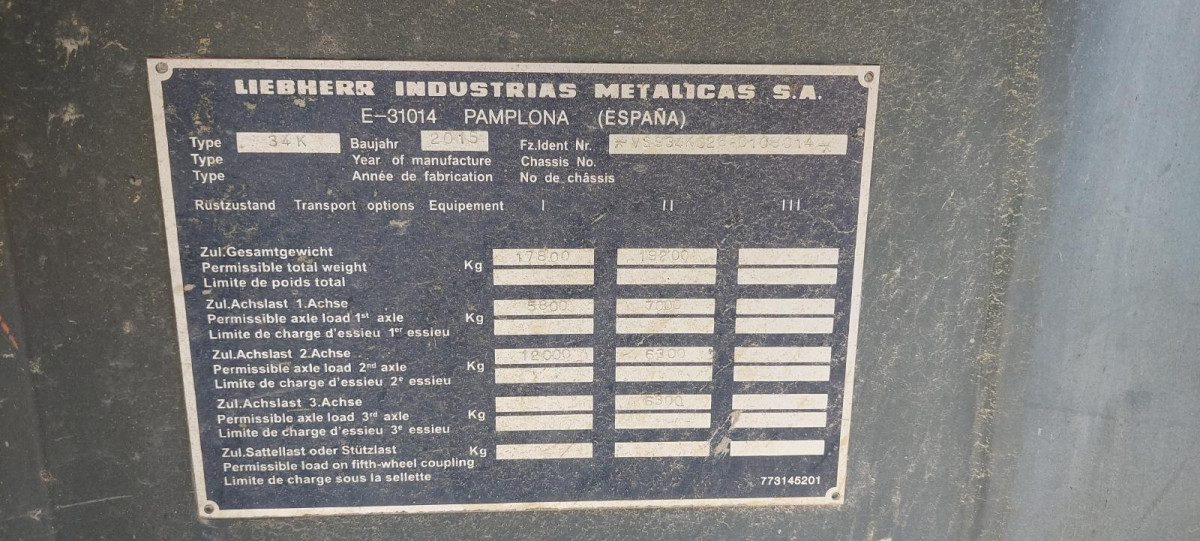 LIEBHERR INDUSTRIAS METALICAS S.A.
E-31014 PAMPLONA (ESPAÑA)
Type 34K Baujahr 2015 Fz.Ident Nr.
Type Year of manufacture Chassis No.
Type Année de fabrication No de châssis
Rüstzustand Transport options Equipement I II III
Zul.Gesamtgewicht 17800 19200
Permissible total weight Kg
Limite de poids total
Zul.Achslast 1.Achse 5800 7000
Permissible axle load 1st axle Kg
Limite de charge d'essieu 1er essieu
Zul.Achslast 2.Achse 12000 6300
Permissible axle load 2nd axle Kg
Limite de charge d'essieu 2e essieu
Zul.Achslast 3.Achse 6300
Permissible axle load 3rd axle Kg
Limite de charge d'essieu 3e essieu
Zul.Sattellast oder Stützlast Kg
Permissible load on fifth-wheel coupling
Limite de charge sous la sellette 773145201